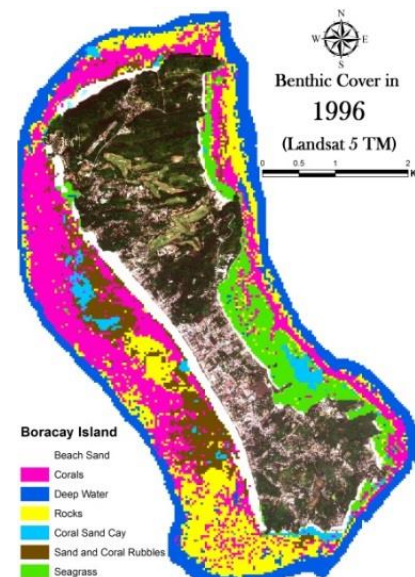 N
W E
S
Benthic Cover in
1996
(Landsat 5 TM)
0 0.5 1 2
K
Boracay Island
Beach Sand
Corals
Deep Water
Rocks
Coral Sand Cay
Sand and Coral Rubbles
Seagrass